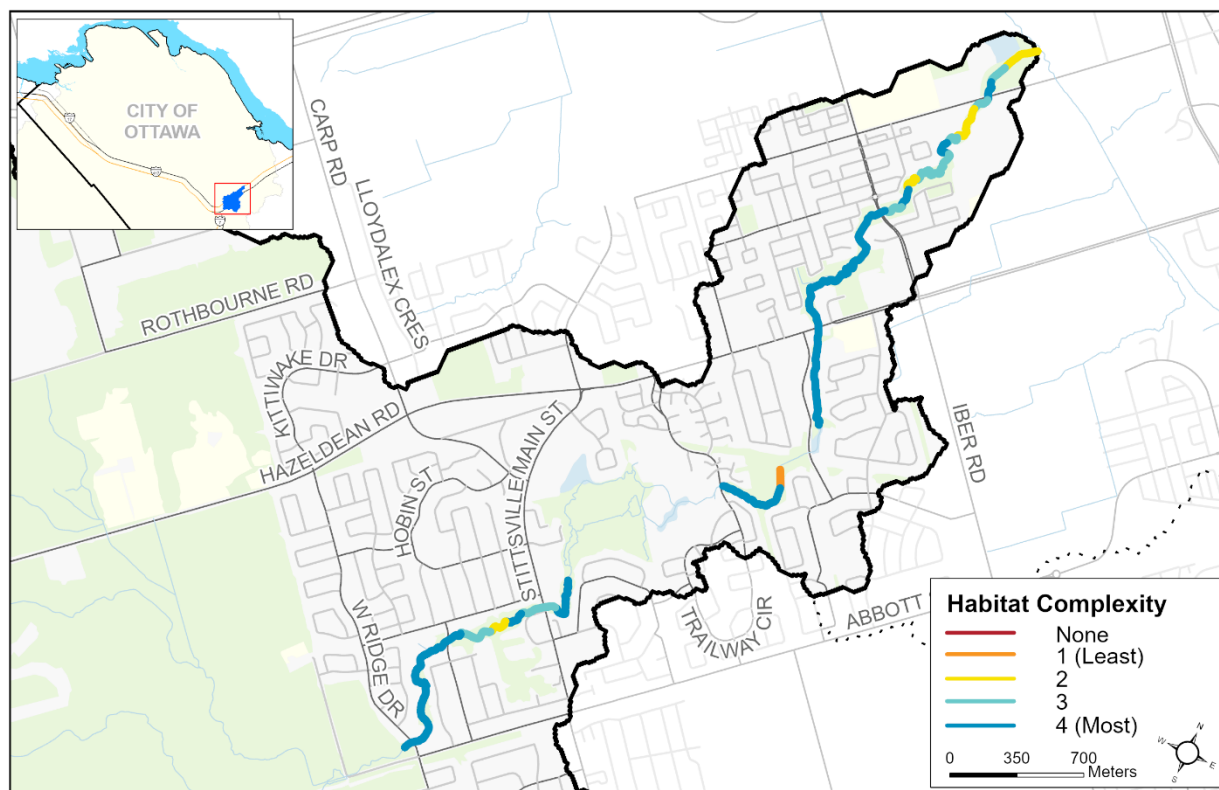 CITY OF
OTTAWA
CARP RD
LLOYDALEX CRES
ROTHBOURNE RD
KITTIWAKE DR
HAZELDEAN RD
HOBIN ST
STITTSVILLE MAIN ST
W RIDGE DR
TRAILWAY CIR
IBER RD
ABBOTT
Habitat Complexity
None
1 (Least)
2
3
4 (Most)
0 350 700
Meters
N
W
E
S